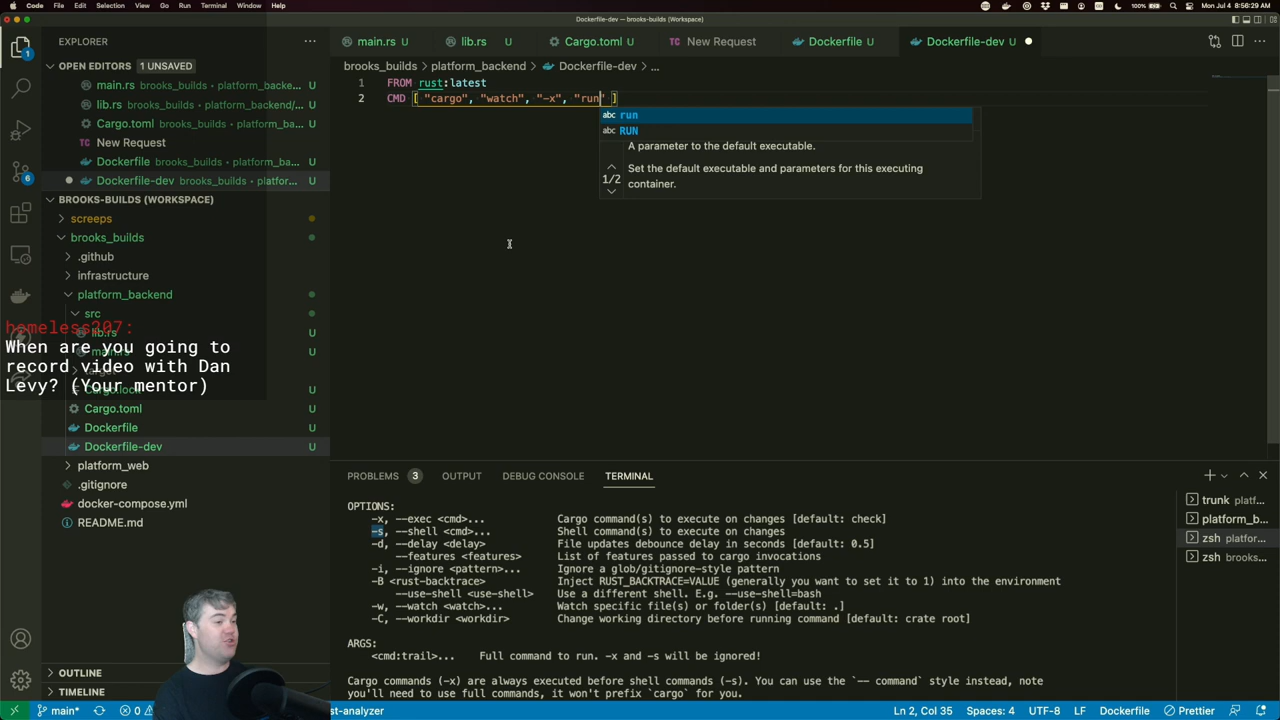 Code File Edit Selection View Go Run Terminal Window Help
100% Mon Jul 4 8:56:29 AM
Dockerfile-dev — brooks-builds (Workspace)
EXPLORER
main.rs U
lib.rs U
Cargo.toml U
New Request
Dockerfile U
Dockerfile-dev U
OPEN EDITORS 1 UNSAVED
main.rs brooks_builds • platform_backe...
lib.rs brooks_builds • platform_backend/...
Cargo.toml brooks_builds • platform_ba...
New Request
Dockerfile brooks_builds • platform_ba...
Dockerfile-dev brooks_builds • platfor... U
BROOKS-BUILDS (WORKSPACE)
screeps
brooks_builds
.github
infrastructure
platform_backend
src
lib.rs U
main.rs U
target
Cargo.lock U
Cargo.toml U
Dockerfile U
Dockerfile-dev U
platform_web
.gitignore
docker-compose.yml
README.md
OUTLINE
TIMELINE
1
6
homeless207:
When are you going to
record video with Dan
Levy? (Your mentor)
brooks_builds > platform_backend > Dockerfile-dev > ...
1 FROM rust:latest
2 CMD [ "cargo", "watch", "-x", "run" ]
abc run
abc RUN
A parameter to the default executable.
1/2
Set the default executable and parameters for this executing
container.
PROBLEMS 3 OUTPUT DEBUG CONSOLE TERMINAL
OPTIONS:
-x, --exec <cmd>... Cargo command(s) to execute on changes [default: check]
-s, --shell <cmd>... Shell command(s) to execute on changes
-d, --delay <delay> File updates debounce delay in seconds [default: 0.5]
--features <features> List of features passed to cargo invocations
-i, --ignore <pattern>... Ignore a glob/gitignore-style pattern
-B <rust-backtrace> Inject RUST_BACKTRACE=VALUE (generally you want to set it to 1) into the environment
--use-shell <use-shell> Use a different shell. E.g. --use-shell=bash
-w, --watch <watch>... Watch specific file(s) or folder(s) [default: .]
-C, --workdir <workdir> Change working directory before running command [default: crate root]
ARGS:
<cmd:trail>... Full command to run. -x and -s will be ignored!
Cargo commands (-x) are always executed before shell commands (-s). You can use the `-- command` style instead, note
you'll need to use full commands, it won't prefix `cargo` for you.
trunk platf...
platform_b...
zsh platfor...
zsh brooks...
main* 0 st-analyzer Ln 2, Col 35 Spaces: 4 UTF-8 LF Dockerfile Prettier